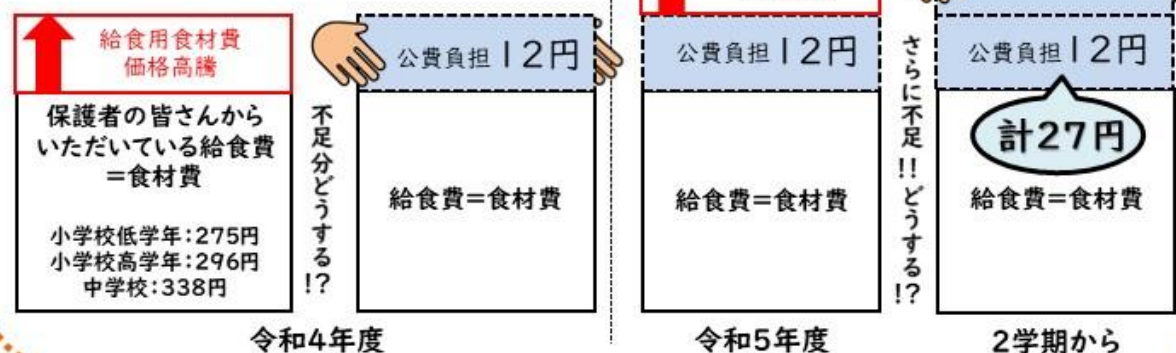 給食用食材費
価格高騰
保護者の皆さんから
いただいている給食費
=食材費
小学校低学年:275円
小学校高学年:296円
中学校:338円
不足分どうする!?
公費負担12円
給食費=食材費
令和4年度
公費負担12円
給食費=食材費
令和5年度
さらに不足!!どうする!?
公費負担12円
計27円
給食費=食材費
2学期から